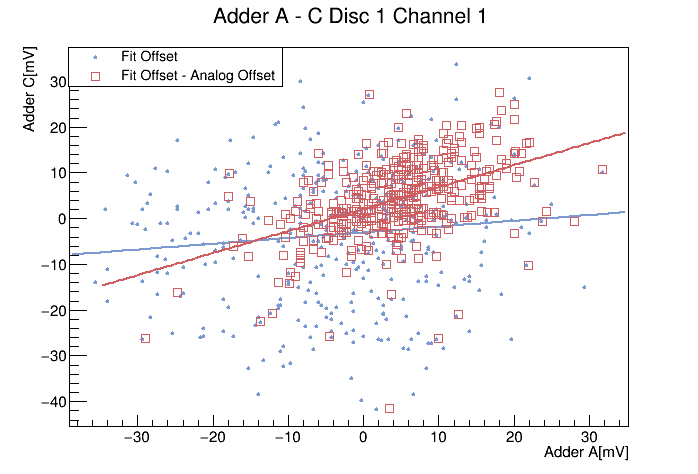 Adder A - C Disc 1 Channel 1
Adder C[mV]
Fit Offset
Fit Offset - Analog Offset
30
20
10
0
−10
−20
−30
−40
−30 −20 −10 0 10 20 30
Adder A[mV]